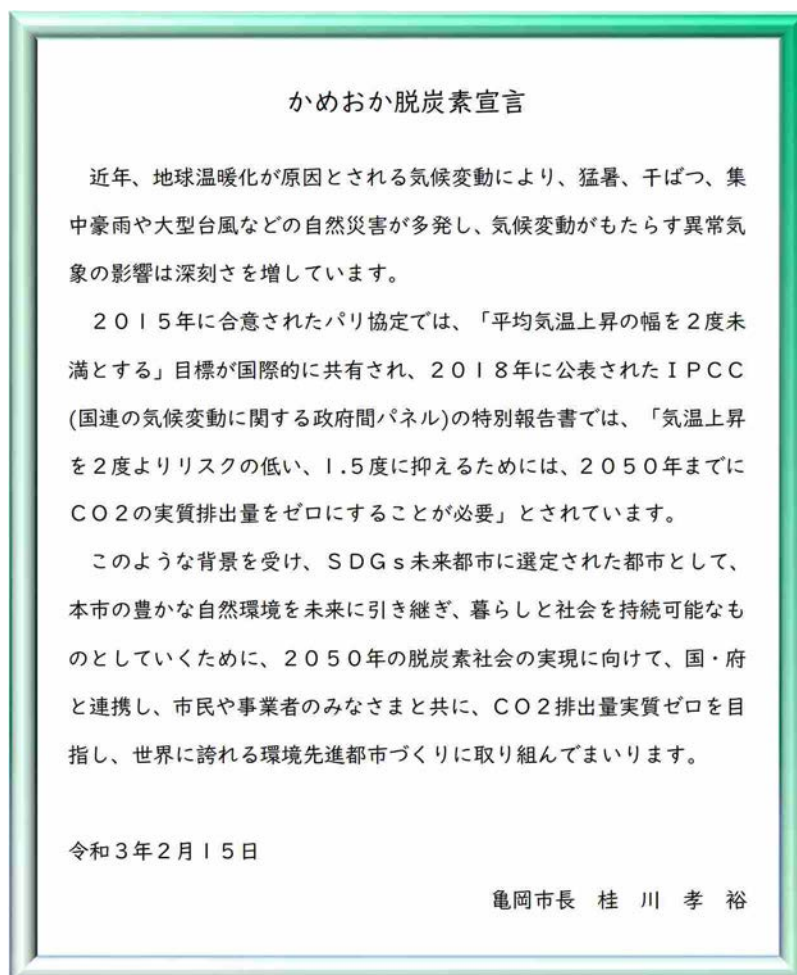 かめおか脱炭素宣言
　近年、地球温暖化が原因とされる気候変動により、猛暑、干ばつ、集
中豪雨や大型台風などの自然災害が多発し、気候変動がもたらす異常気
象の影響は深刻さを増しています。
　２０１５年に合意されたパリ協定では、「平均気温上昇の幅を２度未
満とする」目標が国際的に共有され、２０１８年に公表されたＩＰＣＣ
(国連の気候変動に関する政府間パネル)の特別報告書では、「気温上昇
を２度よりリスクの低い、１.５度に抑えるためには、２０５０年までに
ＣＯ２の実質排出量をゼロにすることが必要」とされています。
　このような背景を受け、ＳＤＧｓ未来都市に選定された都市として、
本市の豊かな自然環境を未来に引き継ぎ、暮らしと社会を持続可能なも
のとしていくために、２０５０年の脱炭素社会の実現に向けて、国・府
と連携し、市民や事業者のみなさまと共に、ＣＯ２排出量実質ゼロを目
指し、世界に誇れる環境先進都市づくりに取り組んでまいります。
令和３年２月１５日
亀岡市長　桂　川　孝　裕